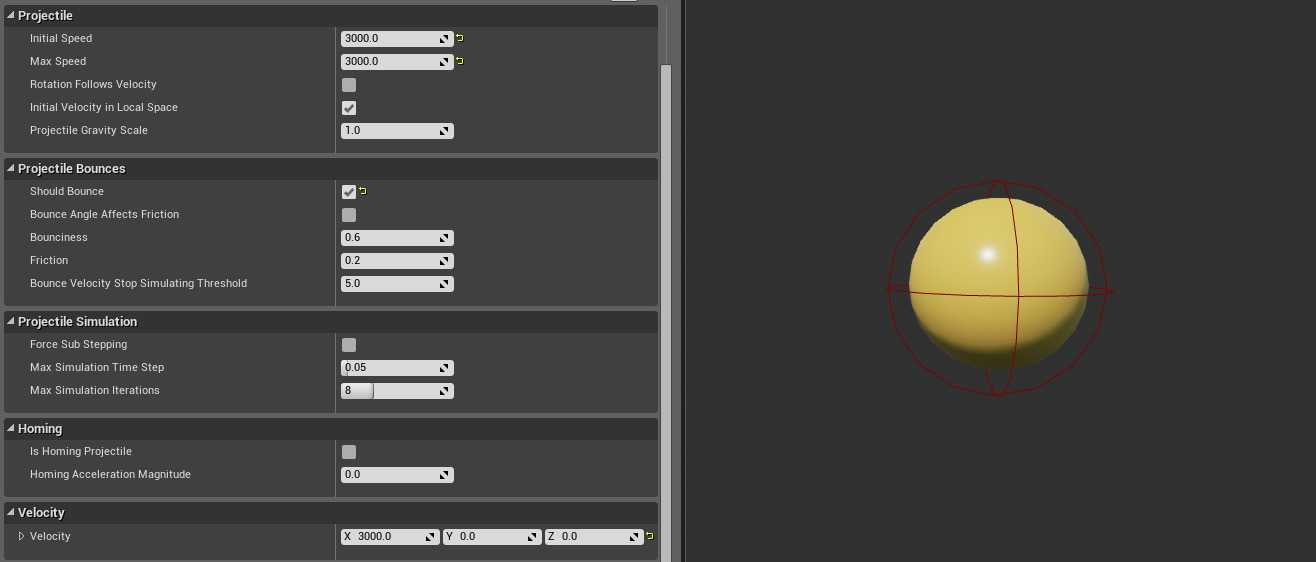 Projectile
Initial Speed 3000.0
Max Speed 3000.0
Rotation Follows Velocity
Initial Velocity in Local Space
Projectile Gravity Scale 1.0
Projectile Bounces
Should Bounce
Bounce Angle Affects Friction
Bounciness 0.6
Friction 0.2
Bounce Velocity Stop Simulating Threshold 5.0
Projectile Simulation
Force Sub Stepping
Max Simulation Time Step 0.05
Max Simulation Iterations 8
Homing
Is Homing Projectile
Homing Acceleration Magnitude 0.0
Velocity
Velocity X 3000.0 Y 0.0 Z 0.0